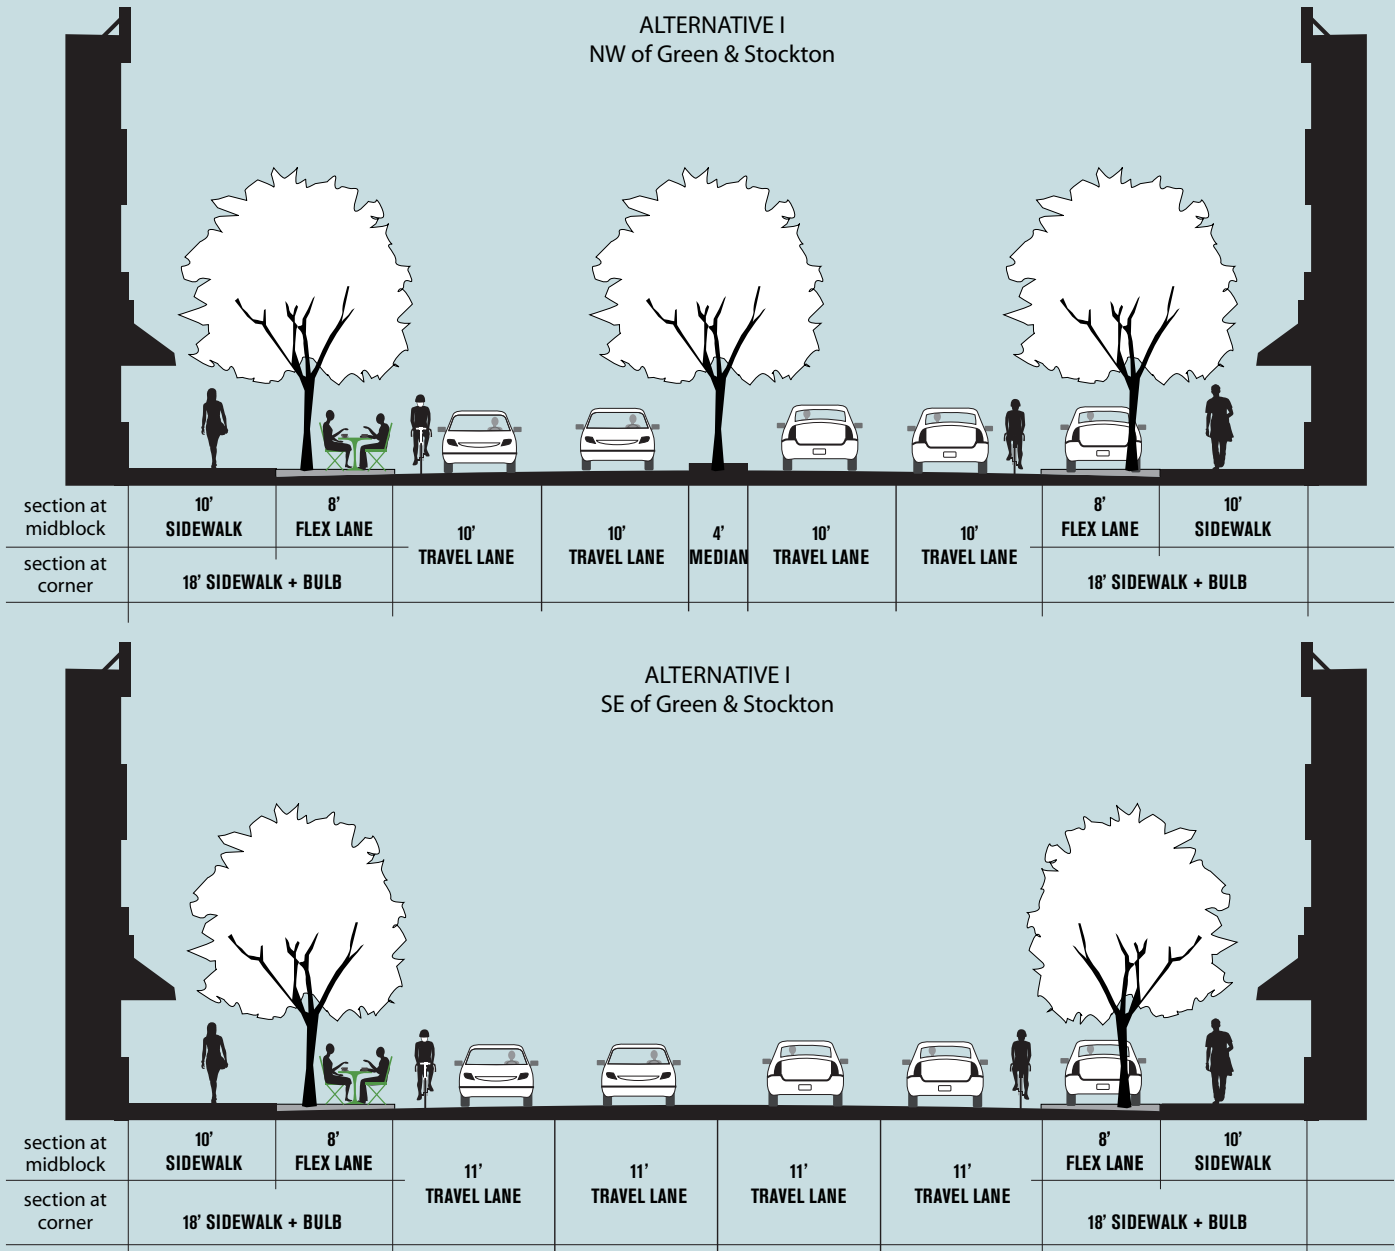 ALTERNATIVE I
NW of Green & Stockton
section at
midblock
10’
SIDEWALK
8’
FLEX LANE
10’
TRAVEL LANE
10’
TRAVEL LANE
4’
MEDIAN
10’
TRAVEL LANE
10’
TRAVEL LANE
8’
FLEX LANE
10’
SIDEWALK
section at
corner
18’ SIDEWALK + BULB
18’ SIDEWALK + BULB
ALTERNATIVE I
SE of Green & Stockton
section at
midblock
10’
SIDEWALK
8’
FLEX LANE
11’
TRAVEL LANE
11’
TRAVEL LANE
11’
TRAVEL LANE
11’
TRAVEL LANE
8’
FLEX LANE
10’
SIDEWALK
section at
corner
18’ SIDEWALK + BULB
18’ SIDEWALK + BULB